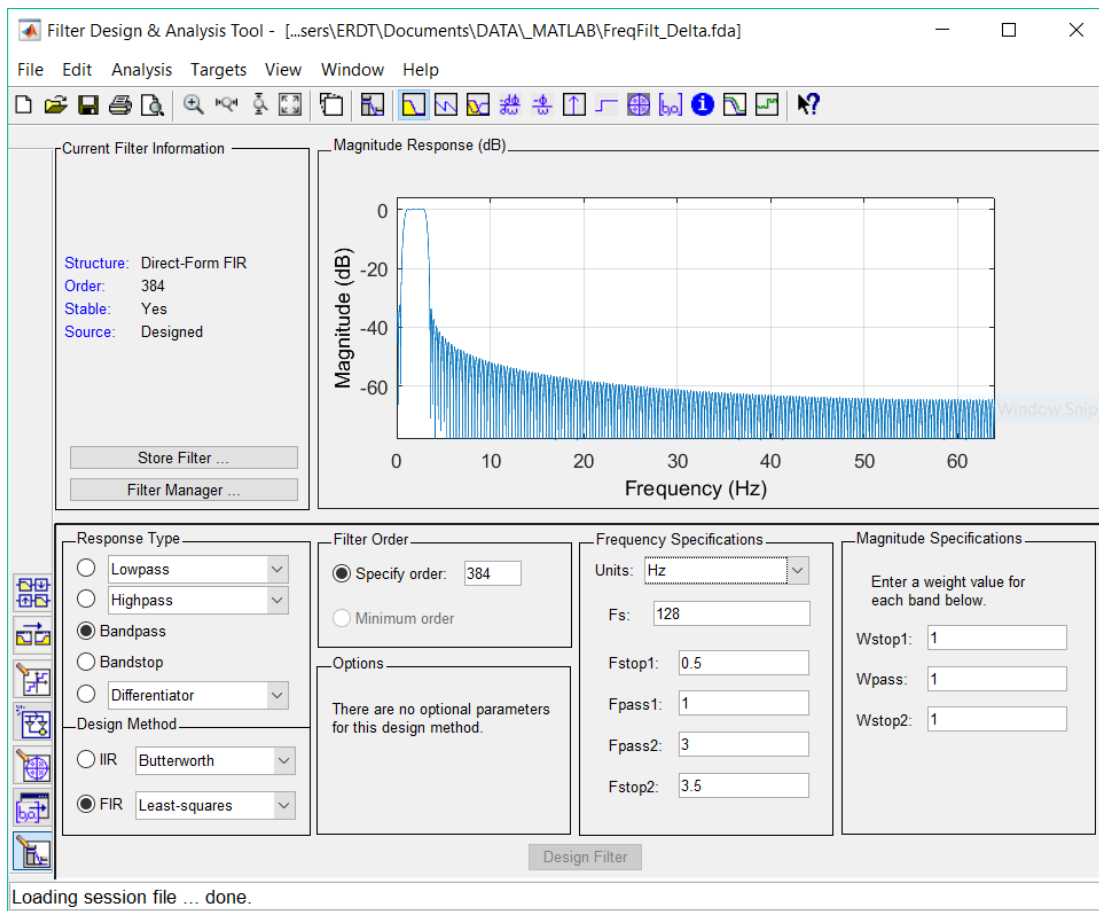 Filter Design & Analysis Tool - [...sers\ERDT\Documents\DATA\_MATLAB\FreqFilt_Delta.fda]
File Edit Analysis Targets View Window Help
Current Filter Information
Structure: Direct-Form FIR
Order: 384
Stable: Yes
Source: Designed
Store Filter ...
Filter Manager ...
Magnitude Response (dB)
Magnitude (dB)
0
-20
-40
-60
0 10 20 30 40 50 60
Frequency (Hz)
Window Snip
Response Type
Lowpass
Highpass
Bandpass
Bandstop
Differentiator
Design Method
IIR Butterworth
FIR Least-squares
Filter Order
Specify order: 384
Minimum order
Options
There are no optional parameters
for this design method.
Frequency Specifications
Units: Hz
Fs: 128
Fstop1: 0.5
Fpass1: 1
Fpass2: 3
Fstop2: 3.5
Magnitude Specifications
Enter a weight value for
each band below.
Wstop1: 1
Wpass: 1
Wstop2: 1
Design Filter
Loading session file ... done.